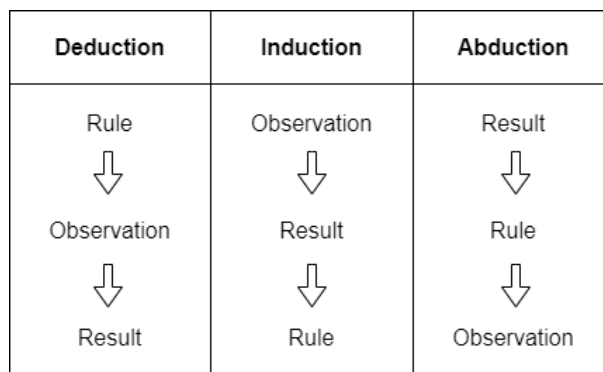 Deduction Induction Abduction
Rule Observation Result
Observation Result Rule
Result Rule Observation